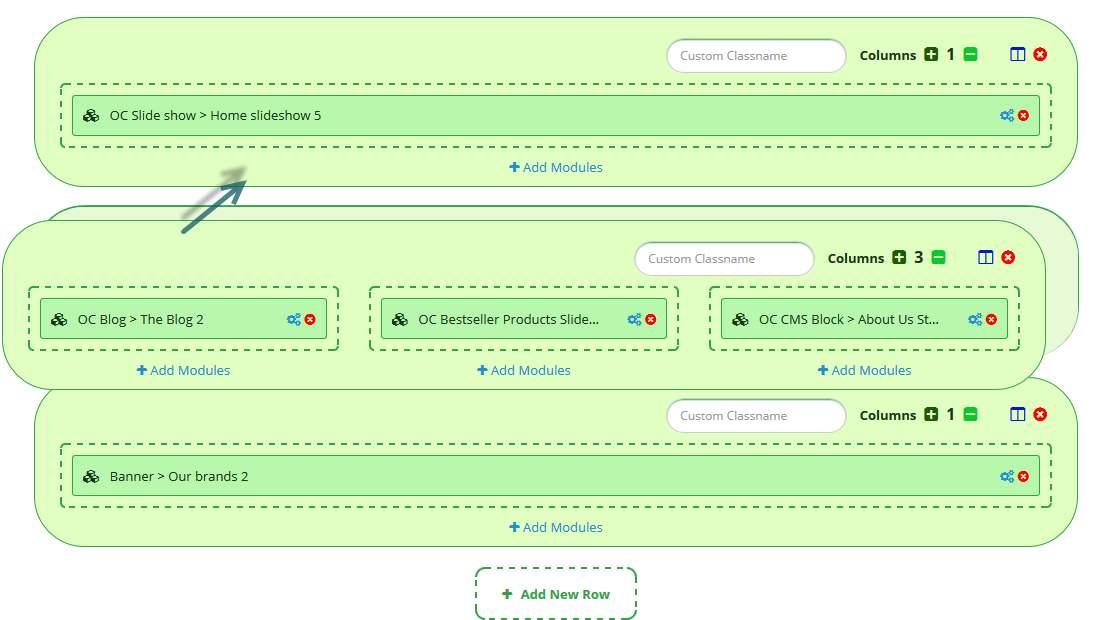 Custom Classname Columns 1
OC Slide show > Home slideshow 5
Add Modules
Custom Classname Columns 3
OC Blog > The Blog 2 OC Bestseller Products Slide... OC CMS Block > About Us St...
Add Modules Add Modules Add Modules
Custom Classname Columns 1
Banner > Our brands 2
Add Modules
Add New Row